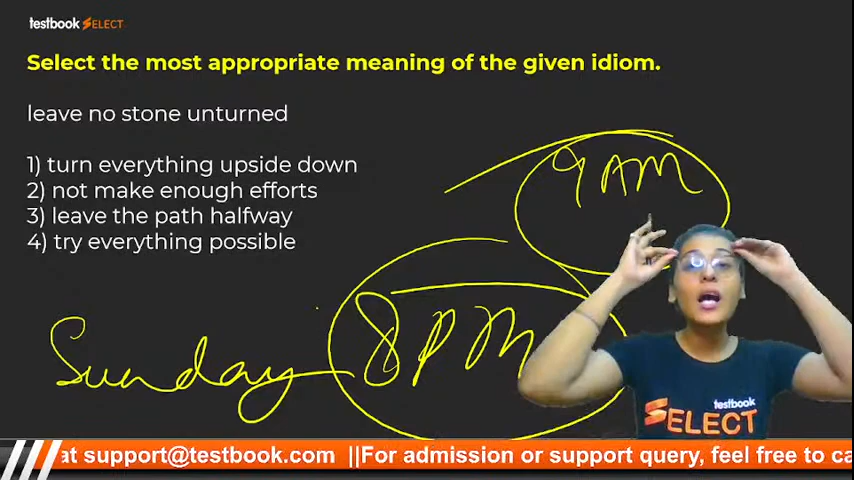 testbook SELECT
Select the most appropriate meaning of the given idiom.
leave no stone unturned
1) turn everything upside down
2) not make enough efforts
3) leave the path halfway
4) try everything possible
9 AM
Sunday 8 PM
testbook
SELECT
at support@testbook.com ||For admission or support query, feel free to ca